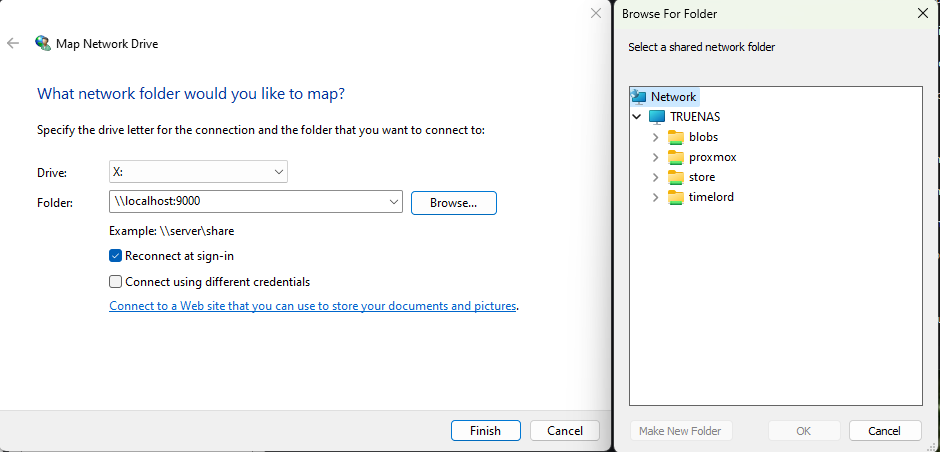 Map Network Drive
What network folder would you like to map?
Specify the drive letter for the connection and the folder that you want to connect to:
Drive: X:
Folder: \\localhost:9000 Browse...
Example: \\server\share
Reconnect at sign-in
Connect using different credentials
Connect to a Web site that you can use to store your documents and pictures.
Finish Cancel
Browse For Folder
Select a shared network folder
Network
TRUENAS
blobs
proxmox
store
timelord
Make New Folder OK Cancel